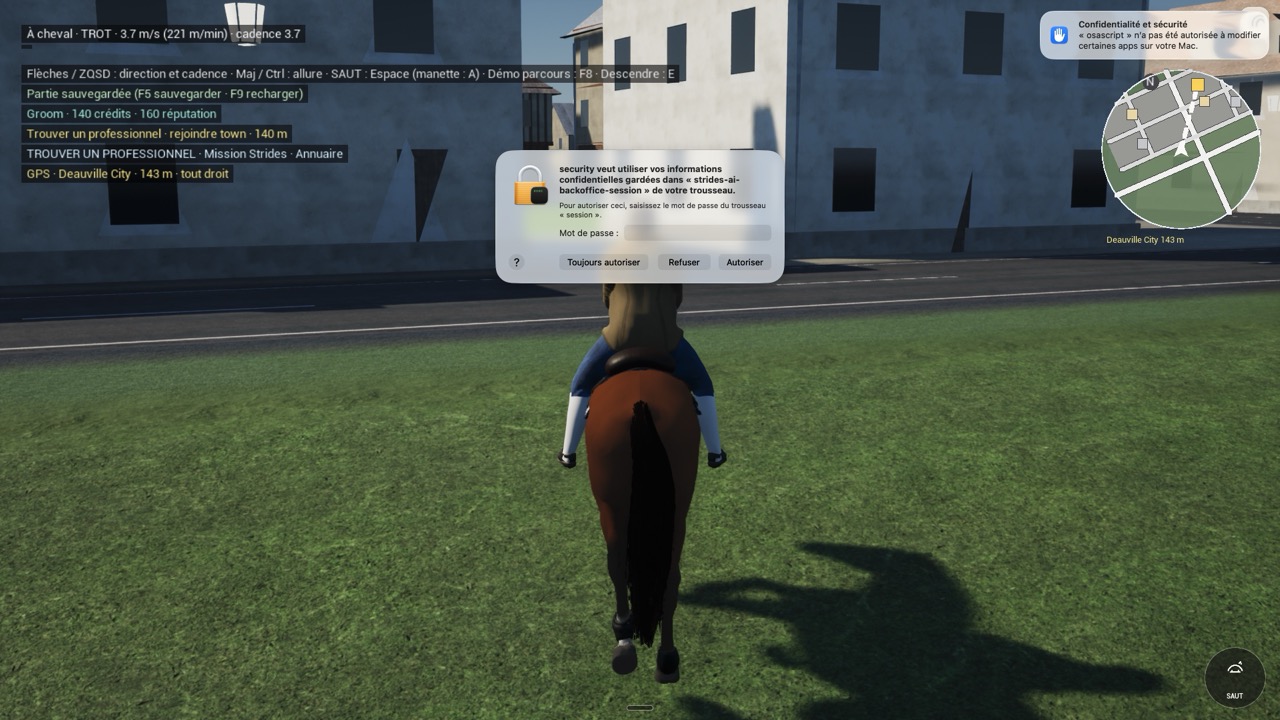 À cheval · TROT · 3.7 m/s (221 m/min) · cadence 3.7
Flèches / ZQSD : direction et cadence · Maj / Ctrl : allure · SAUT : Espace (manette : A) · Démo parcours : F8 · Descendre : E
Partie sauvegardée (F5 sauvegarder · F9 recharger)
Groom · 140 crédits · 160 réputation
Trouver un professionnel · rejoindre town · 140 m
TROUVER UN PROFESSIONNEL · Mission Strides · Annuaire
GPS · Deauville City · 143 m · tout droit
Confidentialité et sécurité
« osascript » n'a pas été autorisée à modifier
certaines apps sur votre Mac.
N
Deauville City 143 m
security veut utiliser vos informations
confidentielles gardées dans « strides-ai-
backoffice-session » de votre trousseau.
Pour autoriser ceci, saisissez le mot de passe du trousseau
« session ».
Mot de passe :
?
Toujours autoriser
Refuser
Autoriser
SAUT